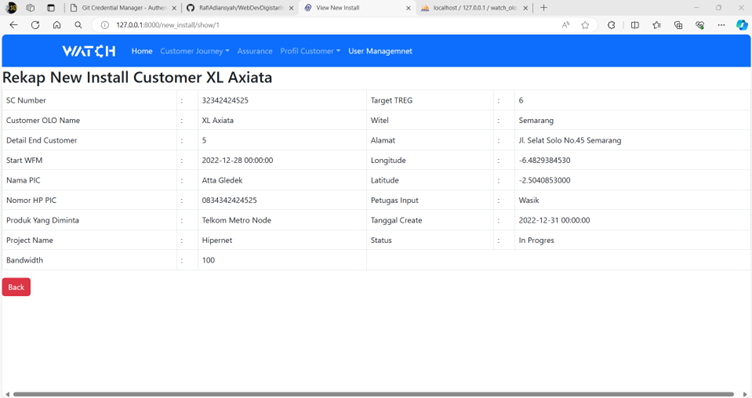 Git Credential Manager - Authen
RafiAdiansyah/WebDevDigistar
View New Install
localhost / 127.0.0.1 / watch_olo
127.0.0.1:8000/new_install/show/1
WATCH Home Customer Journey Assurance Profil Customer User Managemnet
Rekap New Install Customer XL Axiata
SC Number : 32342424525 Target TREG : 6
Customer OLO Name : XL Axiata Witel : Semarang
Detail End Customer : 5 Alamat : Jl. Selat Solo No.45 Semarang
Start WFM : 2022-12-28 00:00:00 Longitude : -6.4829384530
Nama PIC : Atta Gledek Latitude : -2.5040853000
Nomor HP PIC : 0834342424525 Petugas Input : Wasik
Produk Yang Diminta : Telkom Metro Node Tanggal Create : 2022-12-31 00:00:00
Project Name : Hipernet Status : In Progres
Bandwidth : 100
Back